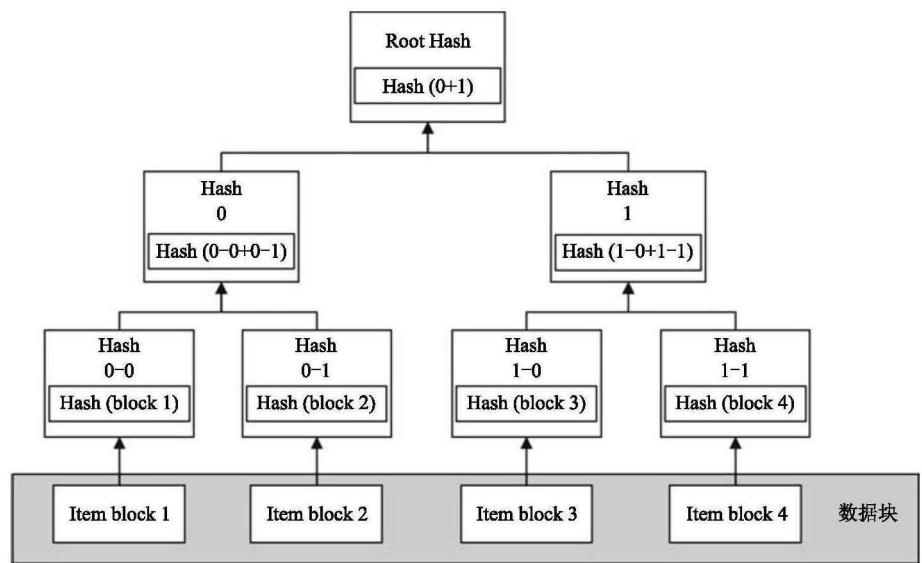 Root Hash
Hash (0+1)
Hash
0
Hash (0-0+0-1)
Hash
1
Hash (1-0+1-1)
Hash
0-0
Hash (block 1)
Hash
0-1
Hash (block 2)
Hash
1-0
Hash (block 3)
Hash
1-1
Hash (block 4)
Item block 1
Item block 2
Item block 3
Item block 4
数据块